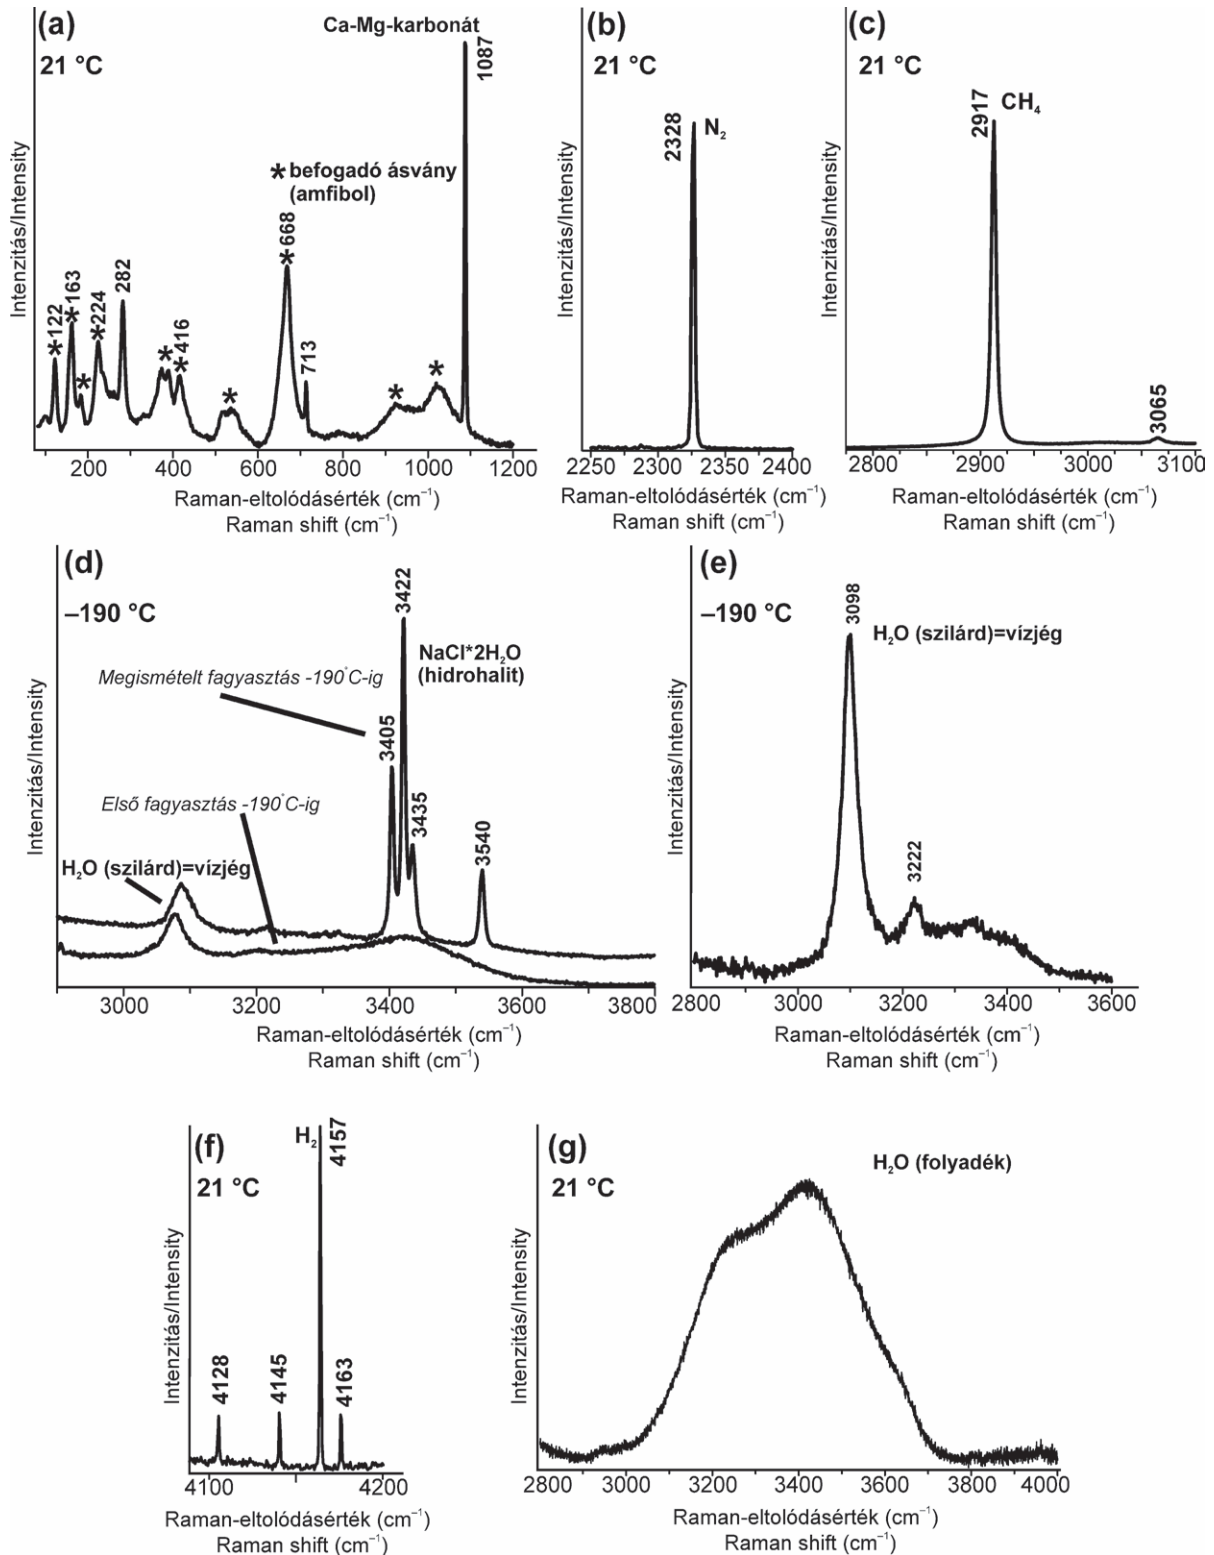 (a)
21 °C
Ca-Mg-karbonát
1087
* befogadó ásvány
(amfibol)
*122
*163
*
*224
282
*
*416
*
*668
713
*
*
Intenzitás/Intensity
200 400 600 800 1000 1200
Raman-eltolódásérték (cm⁻¹)
Raman shift (cm⁻¹)
(b)
21 °C
2328
N₂
Intenzitás/Intensity
2250 2300 2350 2400
Raman-eltolódásérték (cm⁻¹)
Raman shift (cm⁻¹)
(c)
21 °C
2917
CH₄
3065
Intenzitás/Intensity
2800 2900 3000 3100
Raman-eltolódásérték (cm⁻¹)
Raman shift (cm⁻¹)
(d)
–190 °C
3422
NaCl*2H₂O
(hidrohalit)
Megismételt fagyasztás -190°C-ig
3405
3435
3540
Első fagyasztás -190°C-ig
H₂O (szilárd)=vízjég
Intenzitás/Intensity
3000 3200 3400 3600 3800
Raman-eltolódásérték (cm⁻¹)
Raman shift (cm⁻¹)
(e)
–190 °C
3098
H₂O (szilárd)=vízjég
3222
Intenzitás/Intensity
2800 3000 3200 3400 3600
Raman-eltolódásérték (cm⁻¹)
Raman shift (cm⁻¹)
(f)
21 °C
H₂
4157
4128
4145
4163
Intenzitás/Intensity
4100 4200
Raman-eltolódásérték (cm⁻¹)
Raman shift (cm⁻¹)
(g)
21 °C
H₂O (folyadék)
Intenzitás/Intensity
2800 3000 3200 3400 3600 3800 4000
Raman-eltolódásérték (cm⁻¹)
Raman shift (cm⁻¹)